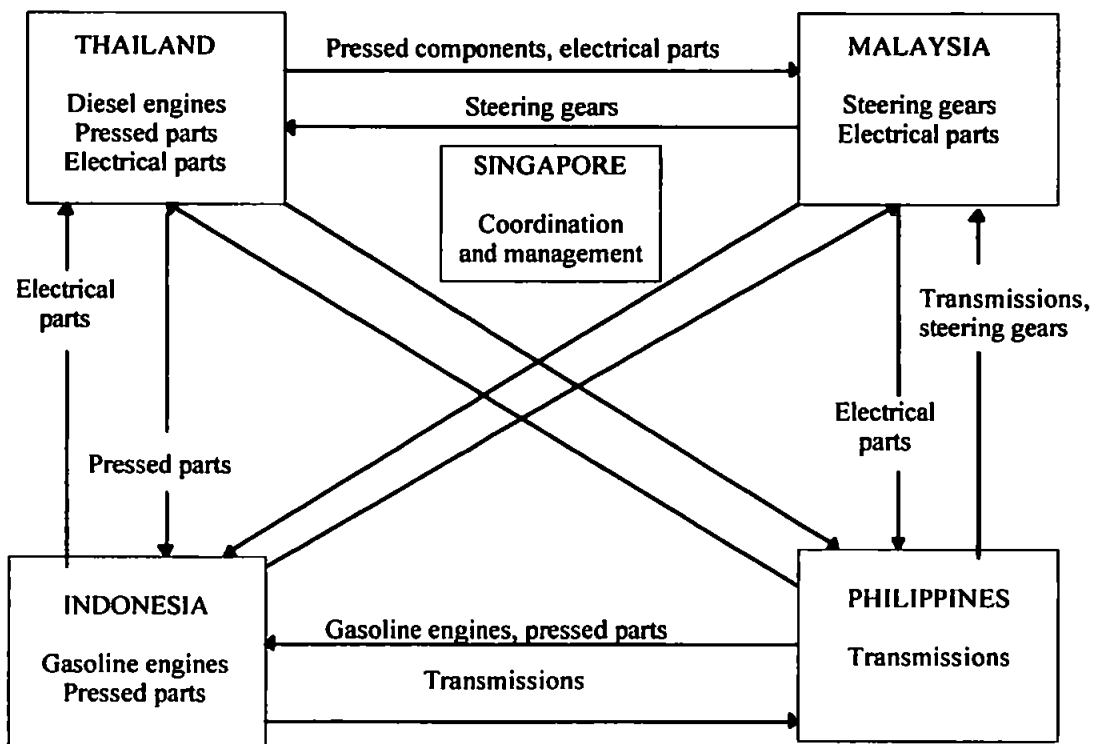 THAILAND
Diesel engines
Pressed parts
Electrical parts
Pressed components, electrical parts
Steering gears
MALAYSIA
Steering gears
Electrical parts
SINGAPORE
Coordination
and management
Electrical
parts
Pressed parts
Transmissions,
steering gears
Electrical
parts
INDONESIA
Gasoline engines
Pressed parts
Gasoline engines, pressed parts
Transmissions
PHILIPPINES
Transmissions